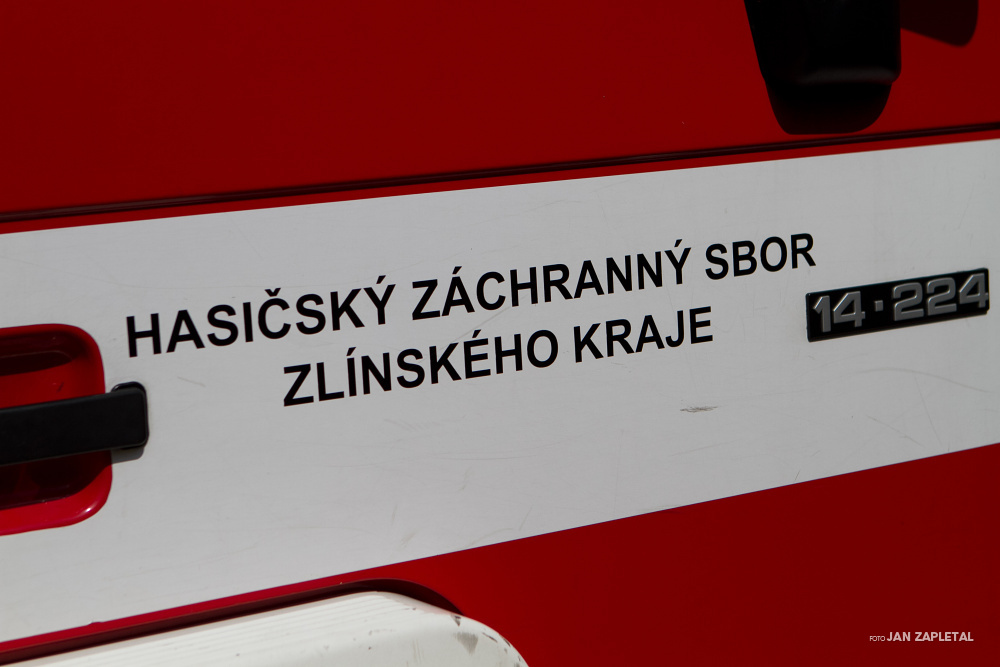 HASIČSKÝ ZÁCHRANNÝ SBOR
ZLÍNSKÉHO KRAJE
14·224
FOTO JAN ZAPLETAL